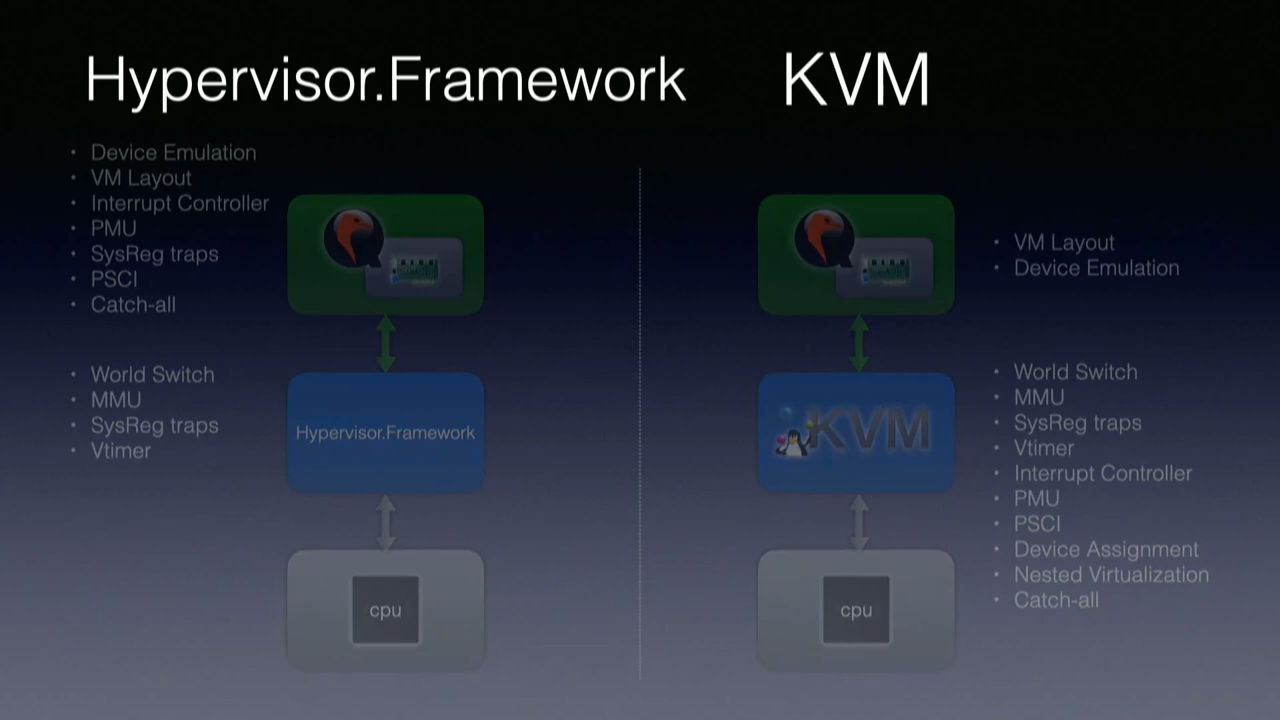 Hypervisor.Framework
KVM
• Device Emulation
• VM Layout
• Interrupt Controller
• PMU
• SysReg traps
• PSCI
• Catch-all
• World Switch
• MMU
• SysReg traps
• Vtimer
Hypervisor.Framework
cpu
• VM Layout
• Device Emulation
KVM
• World Switch
• MMU
• SysReg traps
• Vtimer
• Interrupt Controller
• PMU
• PSCI
• Device Assignment
• Nested Virtualization
• Catch-all
cpu